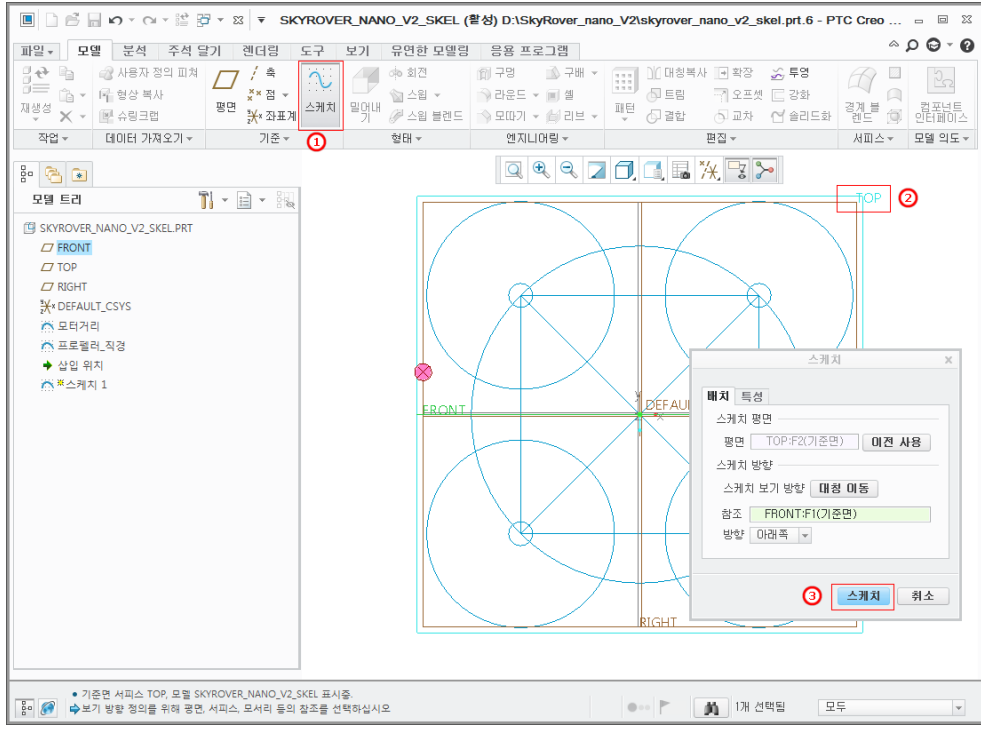 SKYROVER_NANO_V2_SKEL (활성) D:\SkyRover_nano_V2\skyrover_nano_v2_skel.prt.6 - PTC Creo ...
파일 모델 분석 주석 달기 렌더링 도구 보기 유연한 모델링 응용 프로그램
사용자 정의 피쳐 축 회전 구멍 구배 대칭복사 확장 투영
형상 복사 점 스윕 라운드 셸 트림 오프셋 강화
재생성 수링크랩 평면 좌표계 스케치 밀어내기 스윕 블렌드 모따기 리브 패턴 결합 교차 솔리드화 경계 블렌드 컴포넌트 인터페이스
작업 데이터 가져오기 기준 1 형태 엔지니어링 편집 서피스 모델 의도
모델 트리
SKYROVER_NANO_V2_SKEL.PRT
FRONT
TOP
RIGHT
DEFAULT_CSYS
모터거리
프로펠러_직경
삽입 위치
스케치 1
TOP 2
FRONT
DEFAUL
RIGHT
스케치
배치 특성
스케치 평면
평면 TOP:F2(기준면) 이전 사용
스케치 방향
스케치 보기 방향 대칭 이동
참조 FRONT:F1(기준면)
방향 아래쪽
3 스케치 취소
기준면 서피스 TOP, 모델 SKYROVER_NANO_V2_SKEL 표시중.
보기 방향 정의를 위해 평면, 서피스, 모서리 등의 참조를 선택하십시오
1개 선택됨 모두